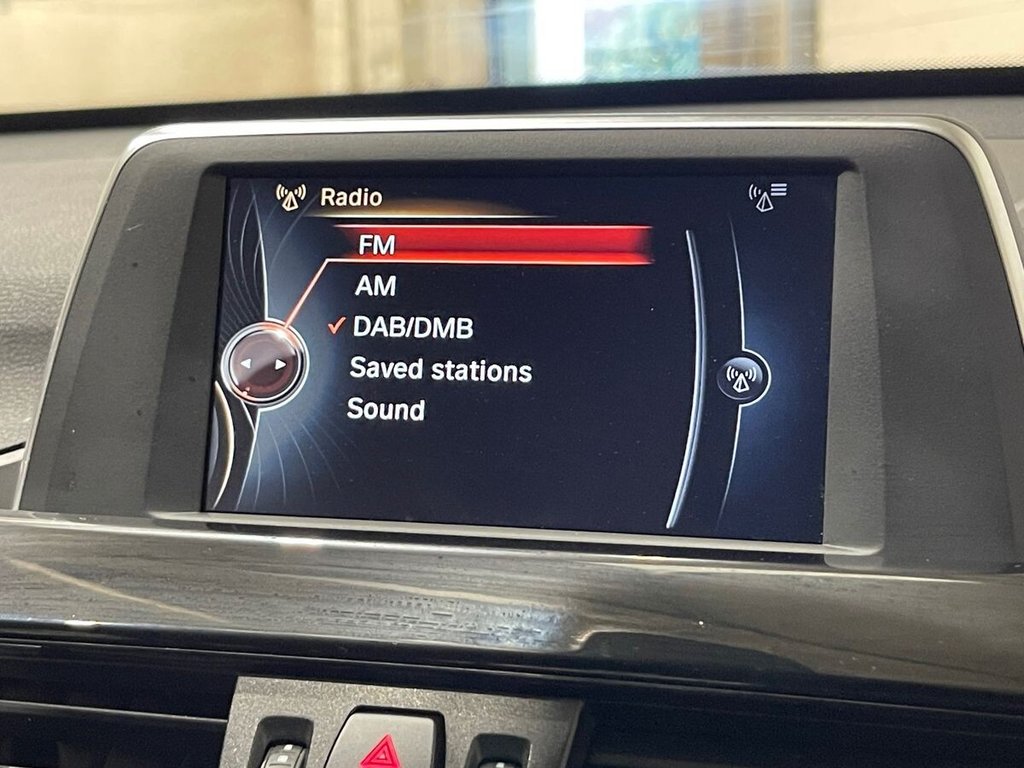 Radio
FM
AM
DAB/DMB
Saved stations
Sound